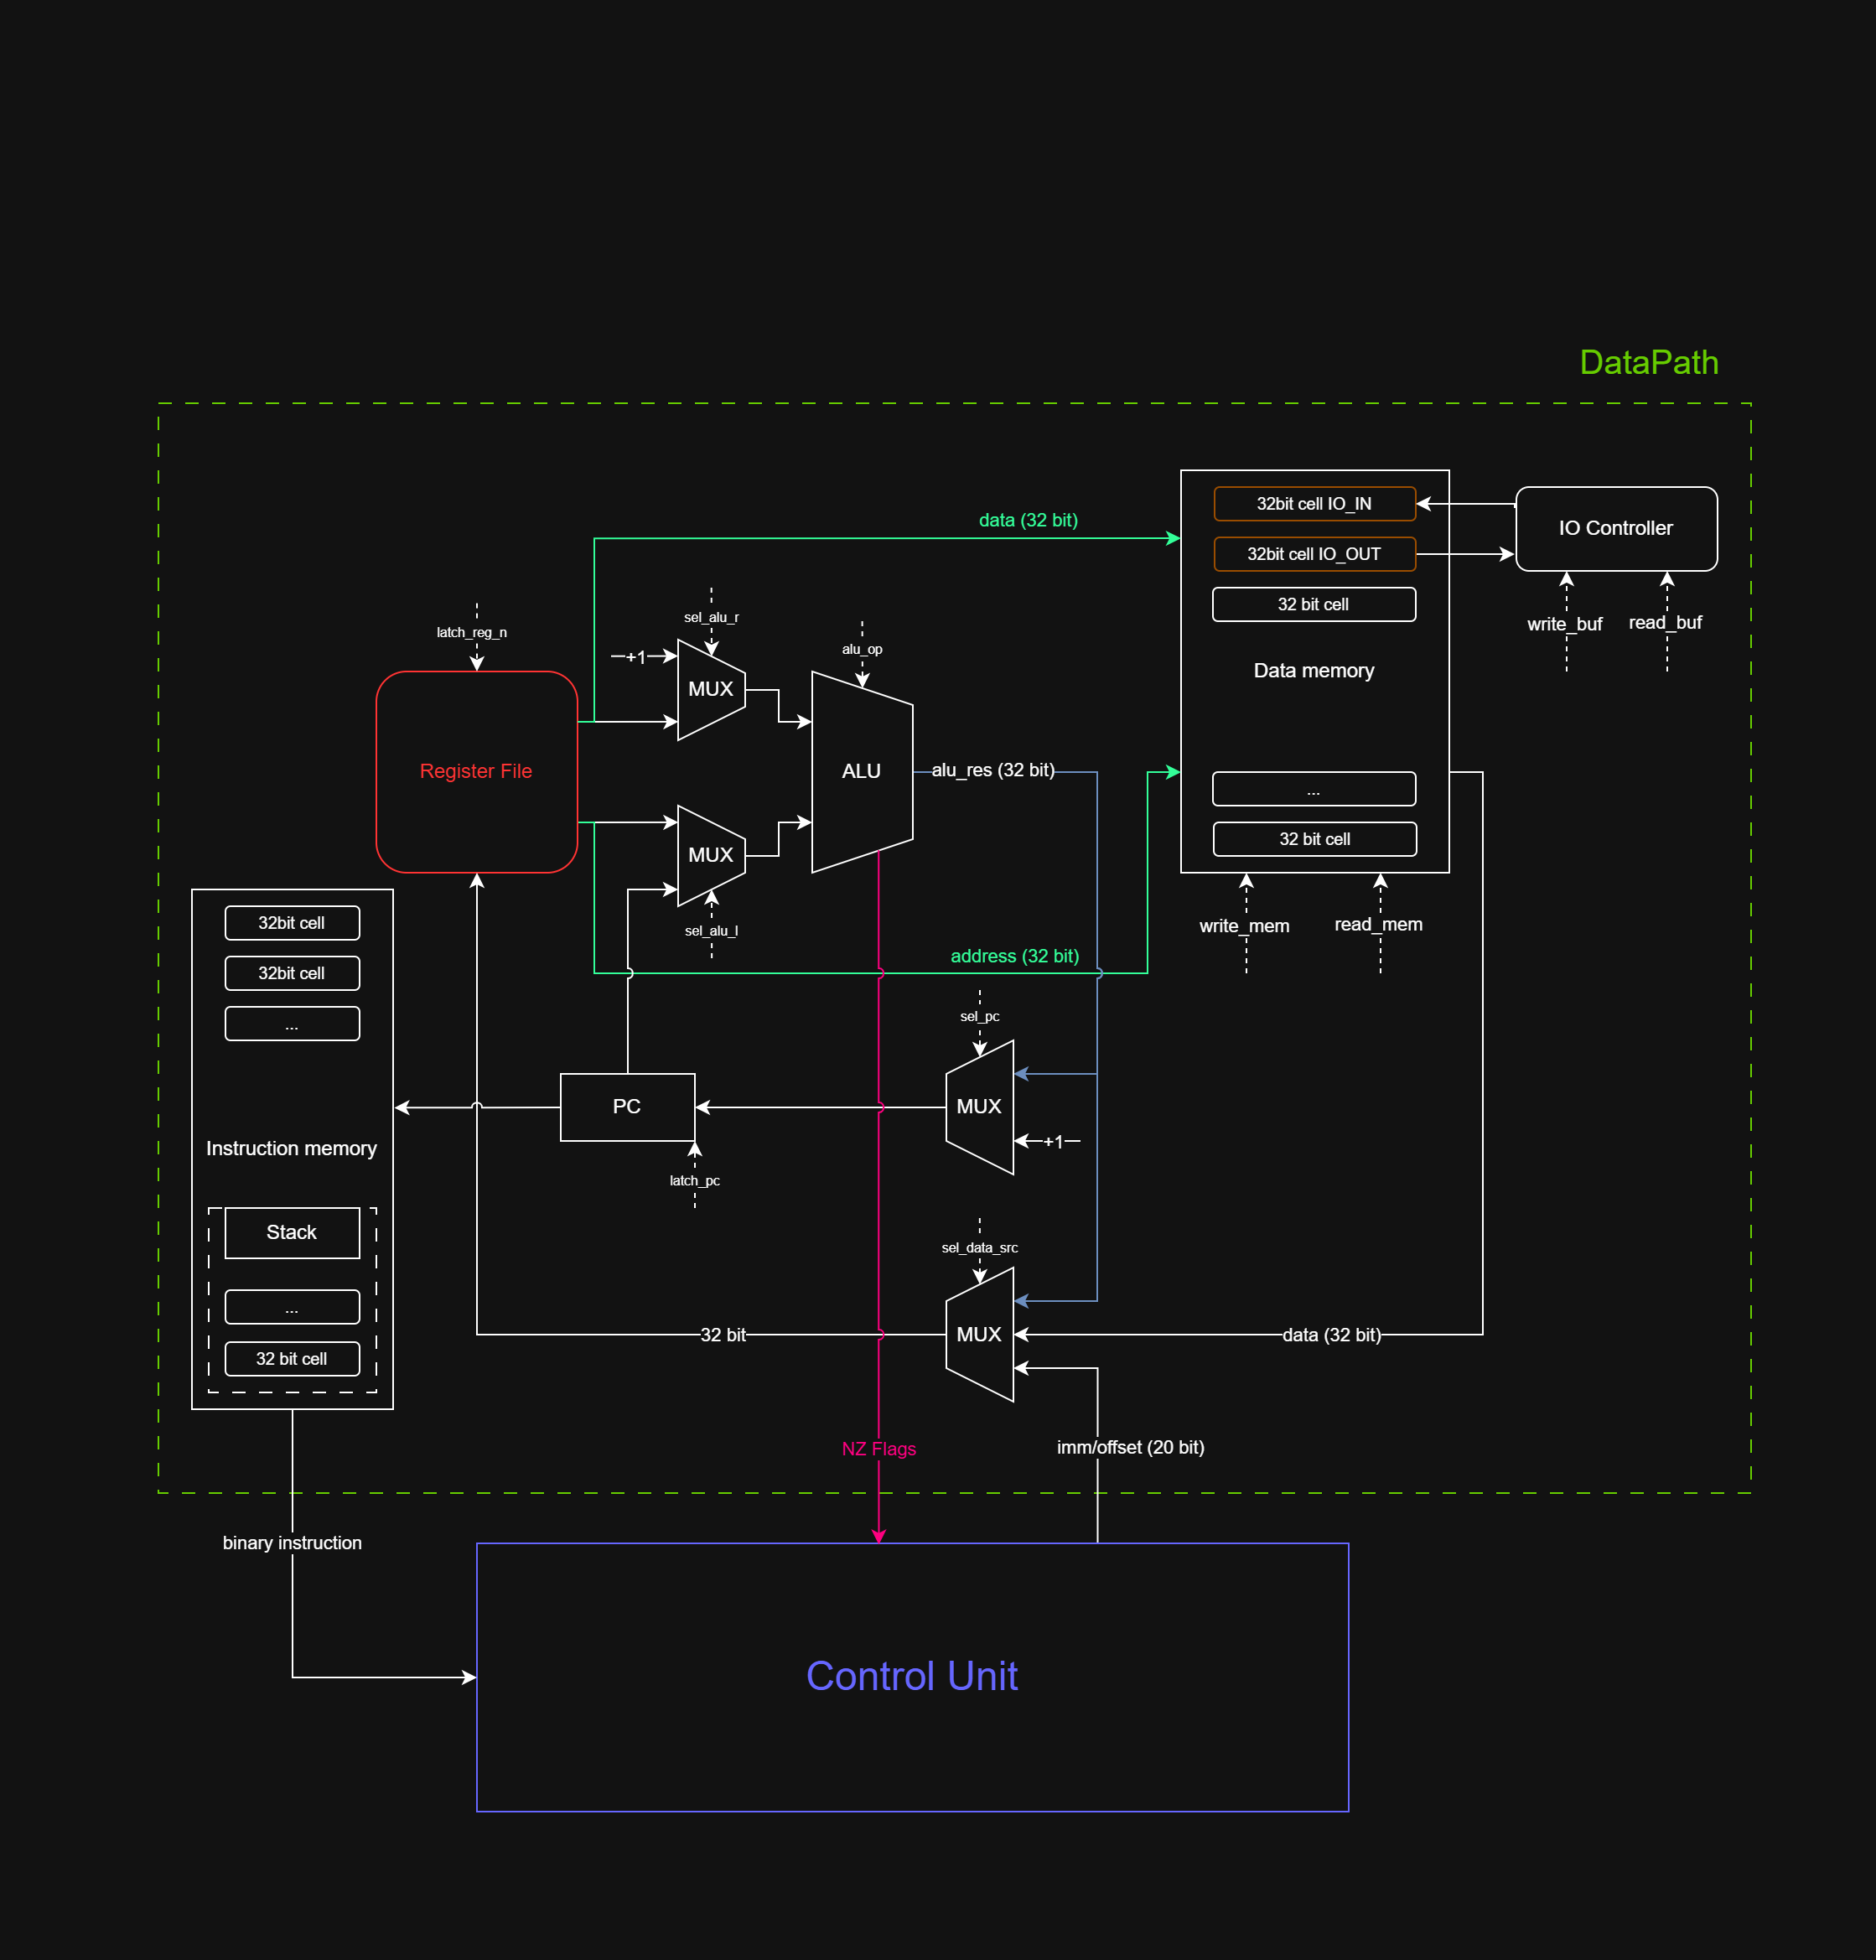 DataPath
data (32 bit)
32bit cell IO_IN
IO Controller
32bit cell IO_OUT
32 bit cell
write_buf
read_buf
sel_alu_r
latch_reg_n
alu_op
+1
MUX
Data memory
Register File
ALU
alu_res (32 bit)
...
32 bit cell
MUX
32bit cell
sel_alu_l
write_mem
read_mem
address (32 bit)
32bit cell
...
sel_pc
PC
MUX
+1
Instruction memory
latch_pc
Stack
sel_data_src
...
32 bit
MUX
data (32 bit)
32 bit cell
NZ Flags
imm/offset (20 bit)
binary instruction
Control Unit